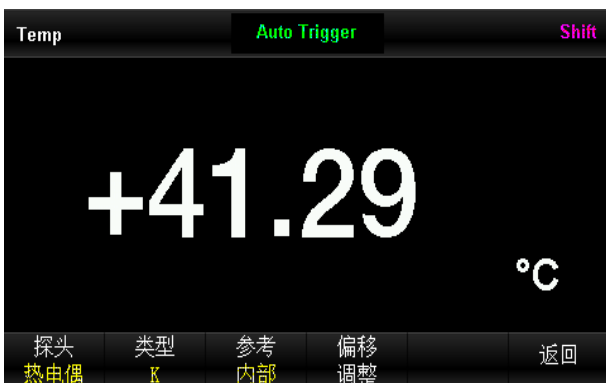 Temp Auto Trigger Shift
+41.29
°C
探头 类型 参考 偏移 返回
热电偶 K 内部 调整